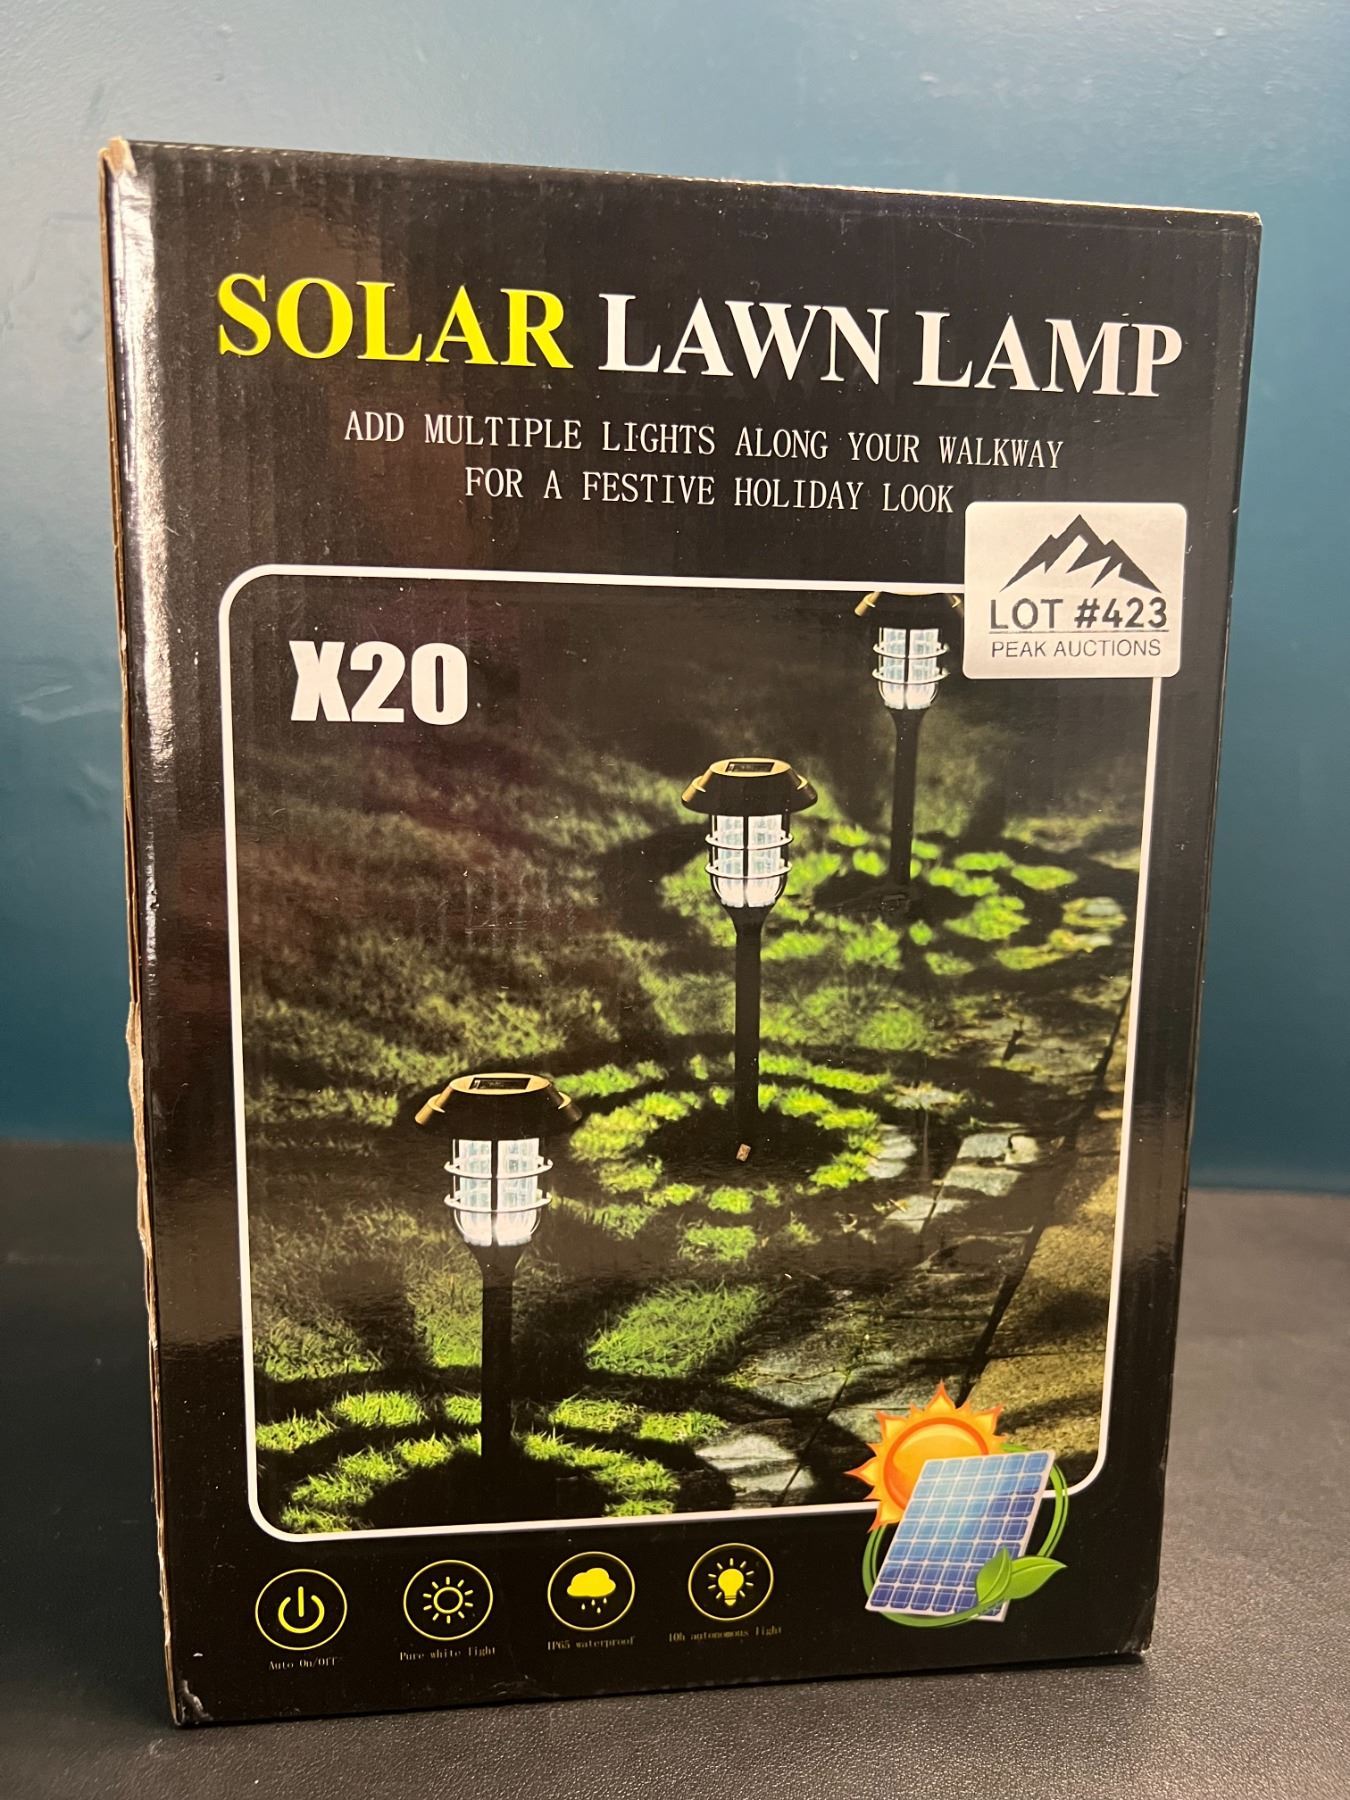 SOLAR LAWN LAMP
ADD MULTIPLE LIGHTS ALONG YOUR WALKWAY
FOR A FESTIVE HOLIDAY LOOK
LOT #423
PEAK AUCTIONS
X20
Auto On/Off
Pure white light
IP65 waterproof
10h autonomous light